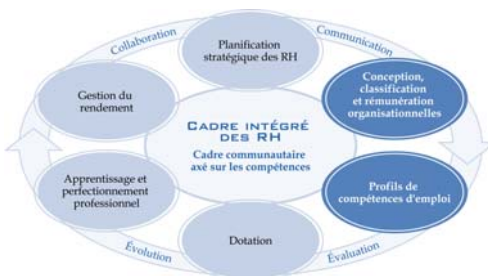 Collaboration
Planification
stratégique des RH
Communication
Gestion du
rendement
Conception,
classification
et rémunération
organisationnelles
CADRE INTÉGRÉ
DES RH
Cadre communautaire
axé sur les compétences
Apprentissage et
perfectionnement
professionnel
Profils de
compétences d'emploi
Dotation
Évolution
Évaluation